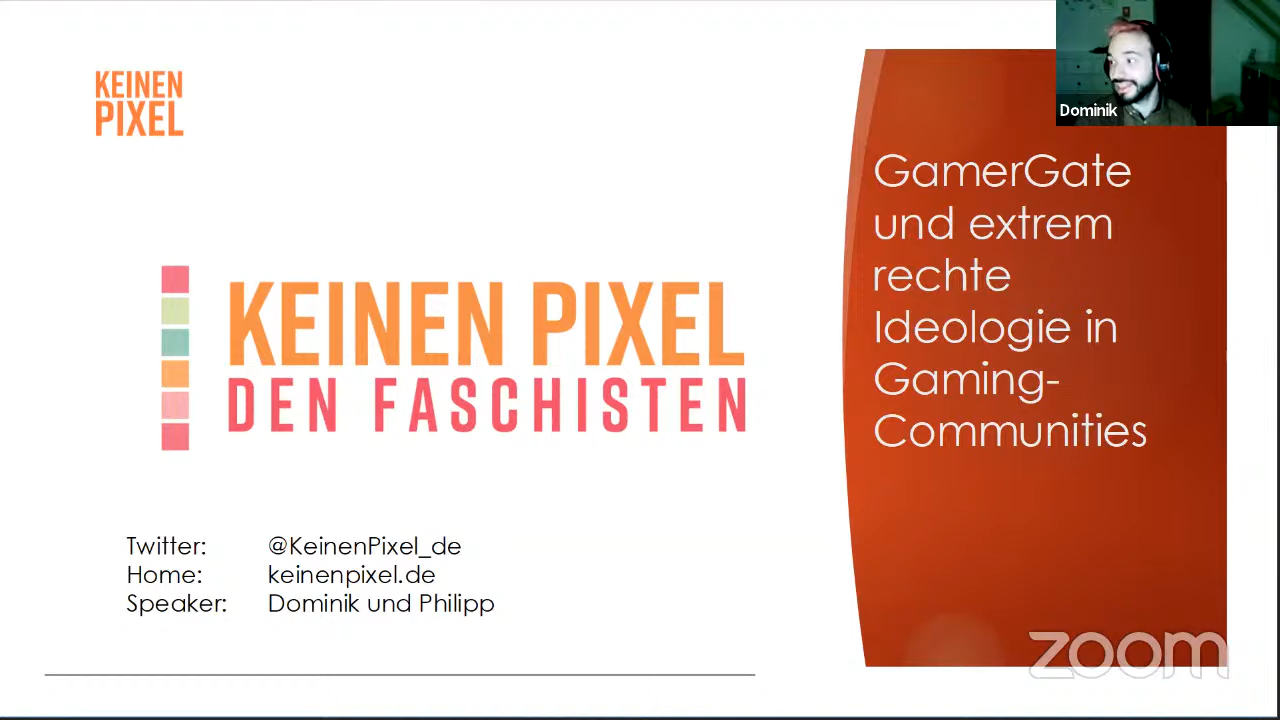 KEINEN
PIXEL
KEINEN PIXEL
DEN FASCHISTEN
Twitter: @KeinenPixel_de
Home: keinenpixel.de
Speaker: Dominik und Philipp
Dominik
GamerGate
und extrem
rechte
Ideologie in
Gaming-
Communities
zoom